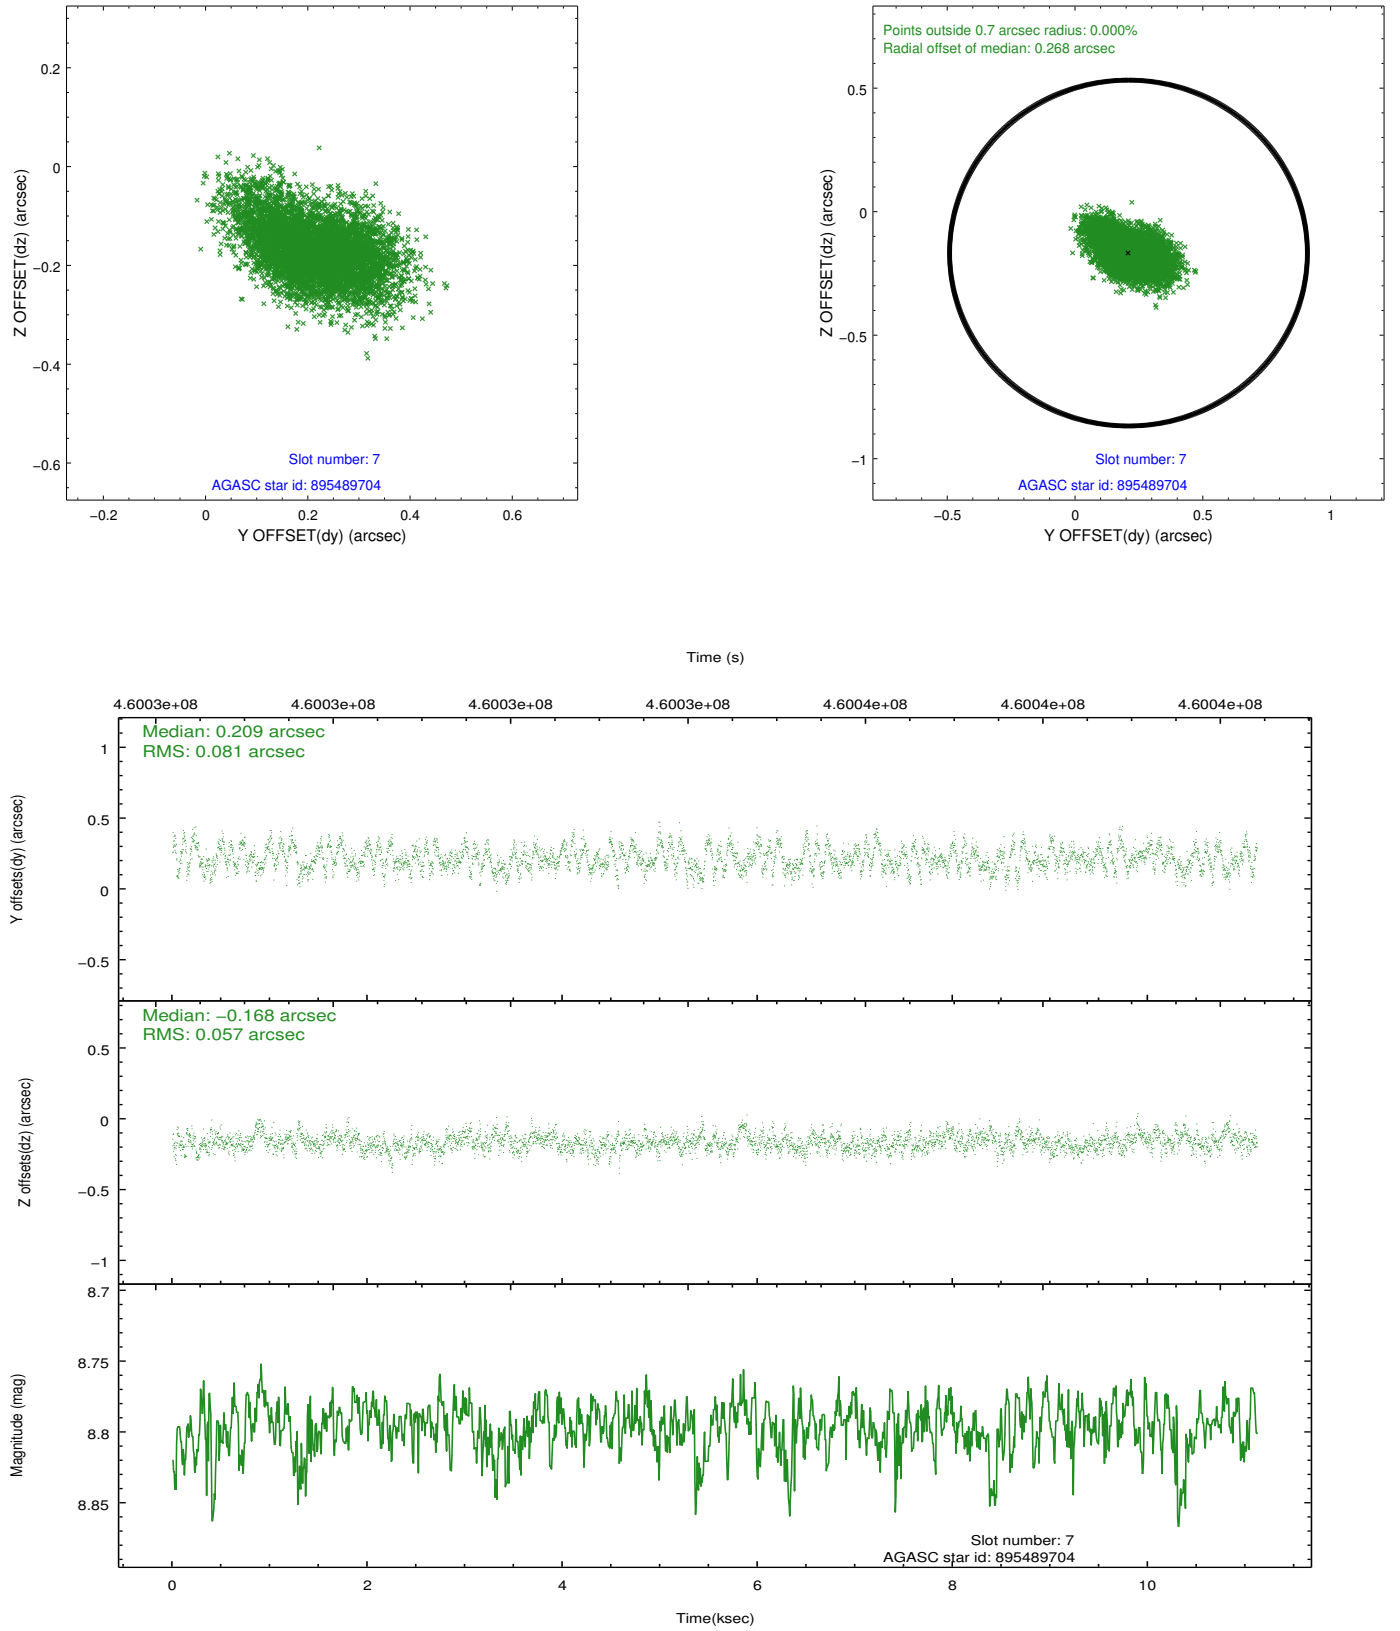 0.2
0
−0.2
−0.4
−0.6
Z OFFSET(dz) (arcsec)
Slot number: 7
AGASC star id: 895489704
−0.2 0 0.2 0.4 0.6
Y OFFSET(dy) (arcsec)
Points outside 0.7 arcsec radius: 0.000%
Radial offset of median: 0.268 arcsec
0.5
0
−0.5
−1
Z OFFSET(dz) (arcsec)
Slot number: 7
AGASC star id: 895489704
−0.5 0 0.5 1
Y OFFSET(dy) (arcsec)
Time (s)
4.6003e+08 4.6003e+08 4.6003e+08 4.6003e+08 4.6004e+08 4.6004e+08 4.6004e+08
Median: 0.209 arcsec
RMS: 0.081 arcsec
1
0.5
0
−0.5
Y offsets(dy) (arcsec)
Median: −0.168 arcsec
RMS: 0.057 arcsec
0.5
0
−0.5
−1
Z offsets(dz) (arcsec)
8.7
8.75
8.8
8.85
Magnitude (mag)
Slot number: 7
AGASC star id: 895489704
0 2 4 6 8 10
Time(ksec)